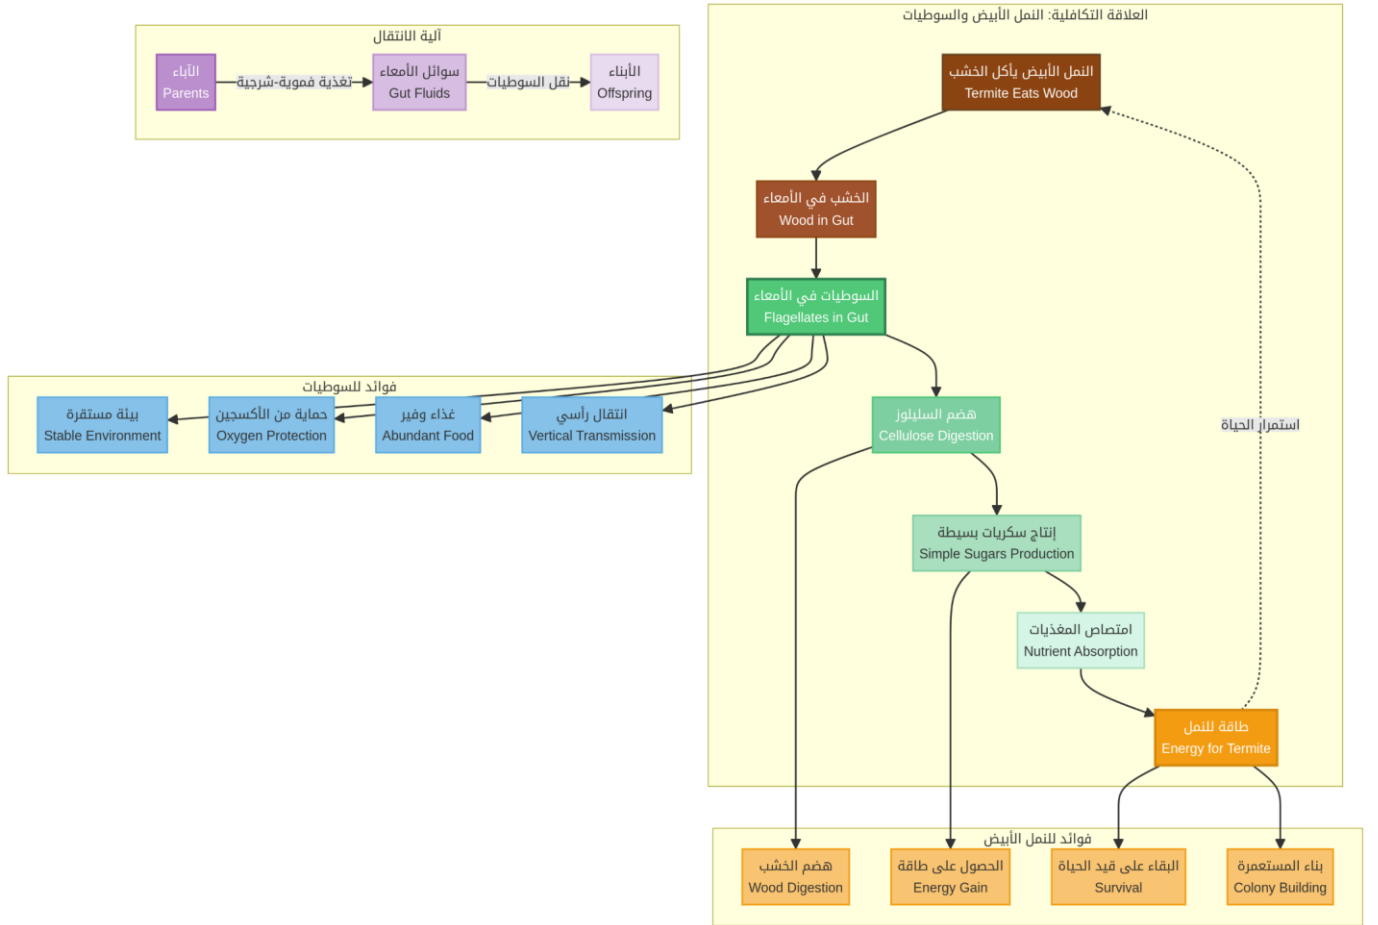 آلية الانتقال
الآباء
Parents
تغذية فموية-شرجية
سوائل الأمعاء
Gut Fluids
نقل السوطيات
الأبناء
Offspring
العلاقة التكافلية: النمل الأبيض والسوطيات
النمل الأبيض يأكل الخشب
Termite Eats Wood
الخشب في الأمعاء
Wood in Gut
السوطيات في الأمعاء
Flagellates in Gut
فوائد للسوطيات
بيئة مستقرة
Stable Environment
حماية من الأكسجين
Oxygen Protection
غذاء وفير
Abundant Food
انتقال رأسي
Vertical Transmission
هضم السليلوز
Cellulose Digestion
استمرار الحياة
إنتاج سكريات بسيطة
Simple Sugars Production
امتصاص المغذيات
Nutrient Absorption
طاقة للنمل
Energy for Termite
فوائد للنمل الأبيض
هضم الخشب
Wood Digestion
الحصول على طاقة
Energy Gain
البقاء على قيد الحياة
Survival
بناء المستعمرة
Colony Building